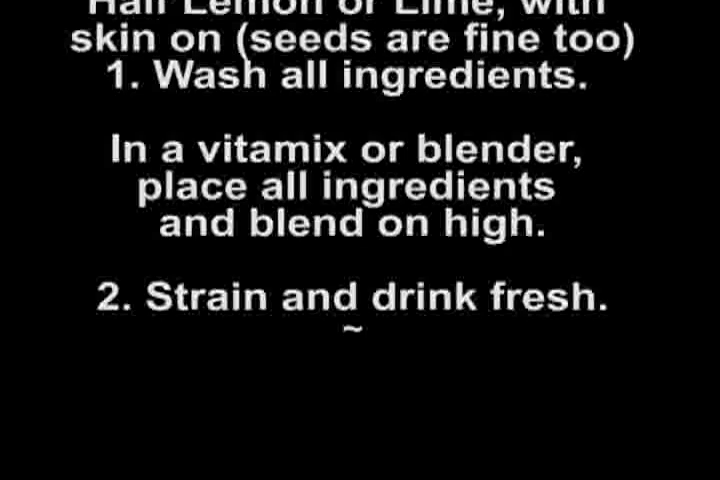 Half Lemon or Lime, with
skin on (seeds are fine too)
1. Wash all ingredients.
In a vitamix or blender,
place all ingredients
and blend on high.
2. Strain and drink fresh.
~